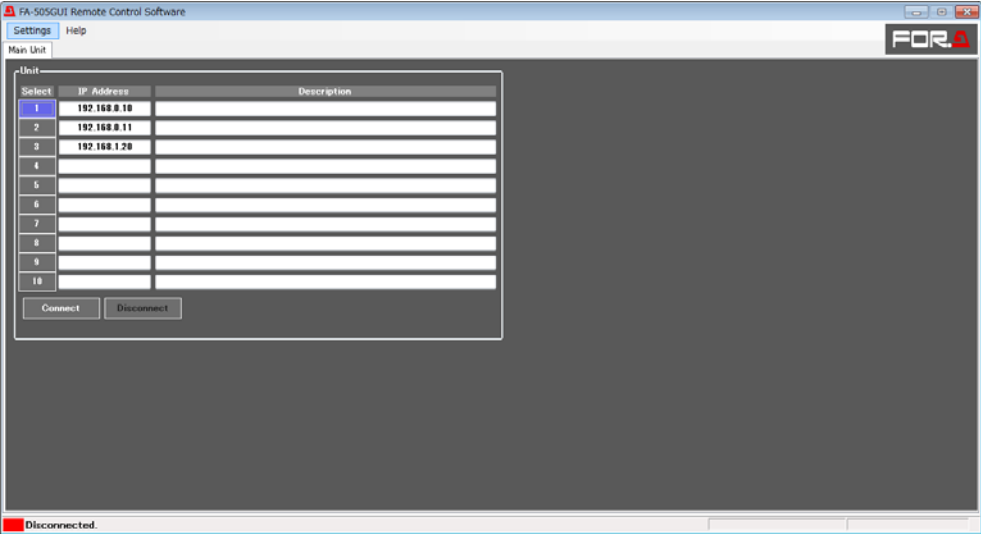 FA-505GUI Remote Control Software
Settings Help
FOR.A
Main Unit
Unit
Select IP Address Description
1 192.168.0.10
2 192.168.0.11
3 192.168.1.20
4
5
6
7
8
9
10
Connect Disconnect
Disconnected.